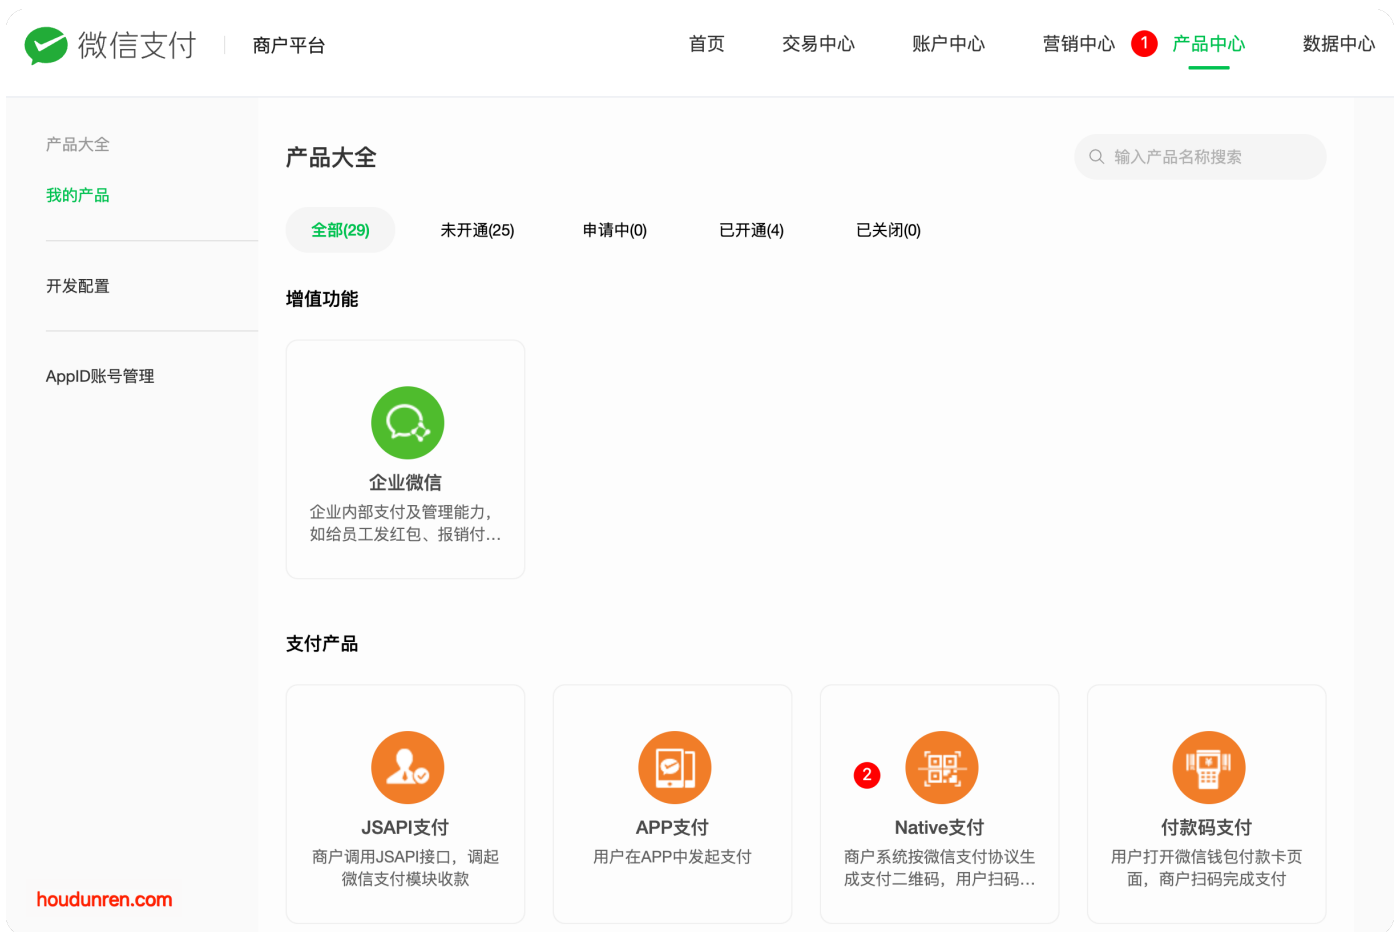 微信支付
商户平台
首页
交易中心
账户中心
营销中心
1
产品中心
数据中心
产品大全
我的产品
开发配置
AppID账号管理
产品大全
输入产品名称搜索
全部(29)
未开通(25)
申请中(0)
已开通(4)
已关闭(0)
增值功能
企业微信
企业内部支付及管理能力，
如给员工发红包、报销付...
支付产品
JSAPI支付
商户调用JSAPI接口，调起
微信支付模块收款
APP支付
用户在APP中发起支付
2
Native支付
商户系统按微信支付协议生
成支付二维码，用户扫码...
付款码支付
用户打开微信钱包付款卡页
面，商户扫码完成支付
houdunren.com